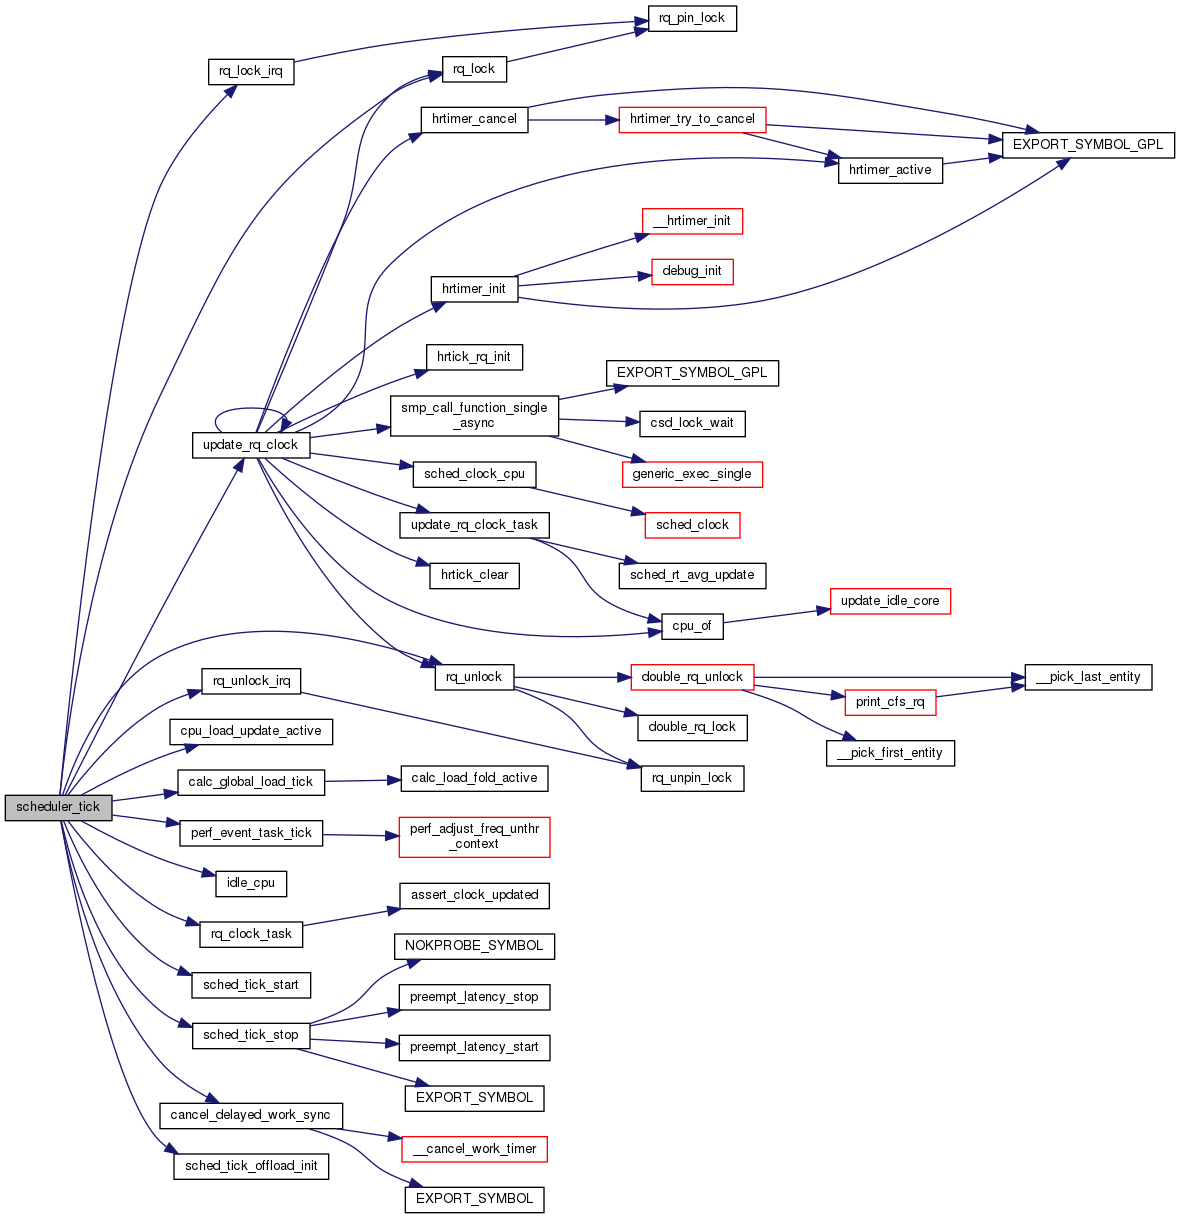 rq_pin_lock
rq_lock_irq
rq_lock
hrtimer_cancel
hrtimer_try_to_cancel
EXPORT_SYMBOL_GPL
hrtimer_active
__hrtimer_init
debug_init
hrtimer_init
hrtick_rq_init
EXPORT_SYMBOL_GPL
smp_call_function_single
_async
csd_lock_wait
update_rq_clock
sched_clock_cpu
generic_exec_single
update_rq_clock_task
sched_clock
hrtick_clear
sched_rt_avg_update
update_idle_core
cpu_of
rq_unlock_irq
rq_unlock
double_rq_unlock
__pick_last_entity
print_cfs_rq
cpu_load_update_active
double_rq_lock
__pick_first_entity
calc_global_load_tick
calc_load_fold_active
rq_unpin_lock
scheduler_tick
perf_event_task_tick
perf_adjust_freq_unthr
_context
idle_cpu
assert_clock_updated
rq_clock_task
NOKPROBE_SYMBOL
sched_tick_start
preempt_latency_stop
sched_tick_stop
preempt_latency_start
EXPORT_SYMBOL
cancel_delayed_work_sync
__cancel_work_timer
sched_tick_offload_init
EXPORT_SYMBOL